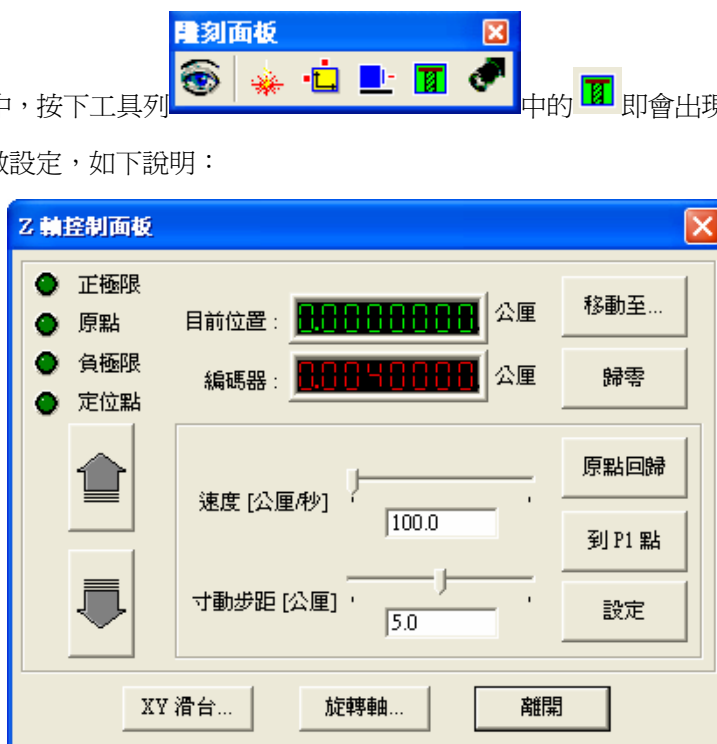 雕刻面板
中，按下工具列
中的
即會出現
數設定，如下說明：
Z 軸控制面板
正極限
原點
負極限
定位點
目前位置：
0.0000000
公厘
編碼器：
0.0040000
公厘
移動至...
歸零
速度 [公厘/秒]
100.0
寸動步距 [公厘]
5.0
原點回歸
到 P1 點
設定
XY 滑台...
旋轉軸...
離開